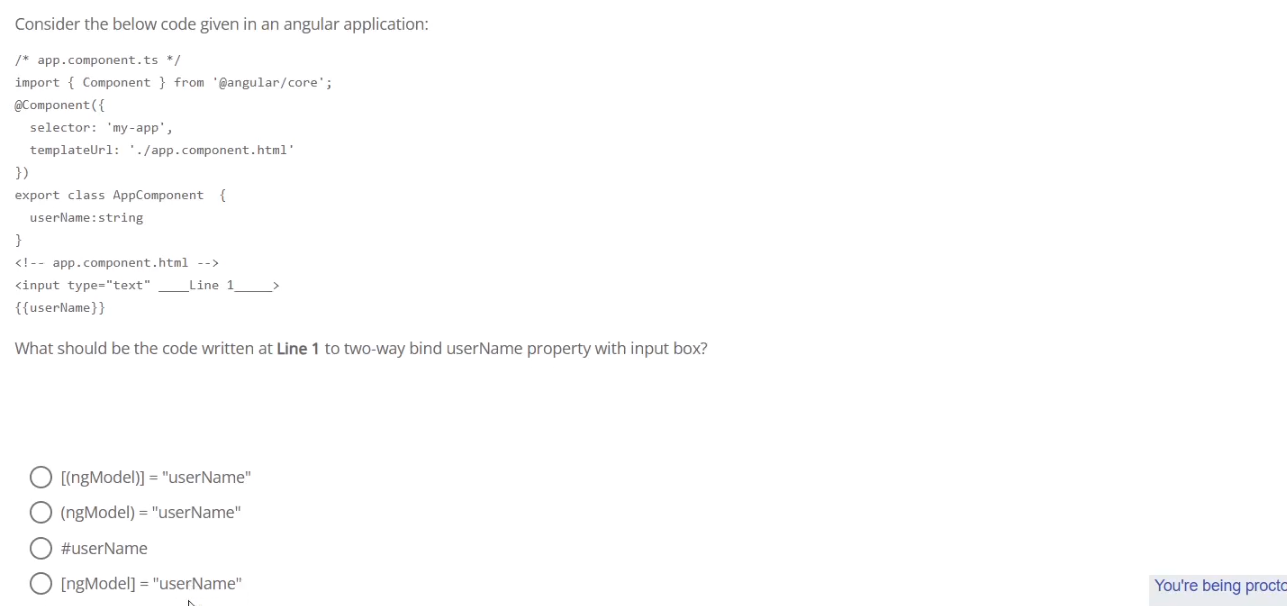 Consider the below code given in an angular application:
/* app.component.ts */
import { Component } from '@angular/core';
@Component({
  selector: 'my-app',
  templateUrl: './app.component.html'
})
export class AppComponent  {
  userName:string
}
<!-- app.component.html -->
<input type="text" ____Line 1_____>
{{userName}}
What should be the code written at Line 1 to two-way bind userName property with input box?
[(ngModel)] = "userName"
(ngModel) = "userName"
#userName
[ngModel] = "userName"
You're being procto